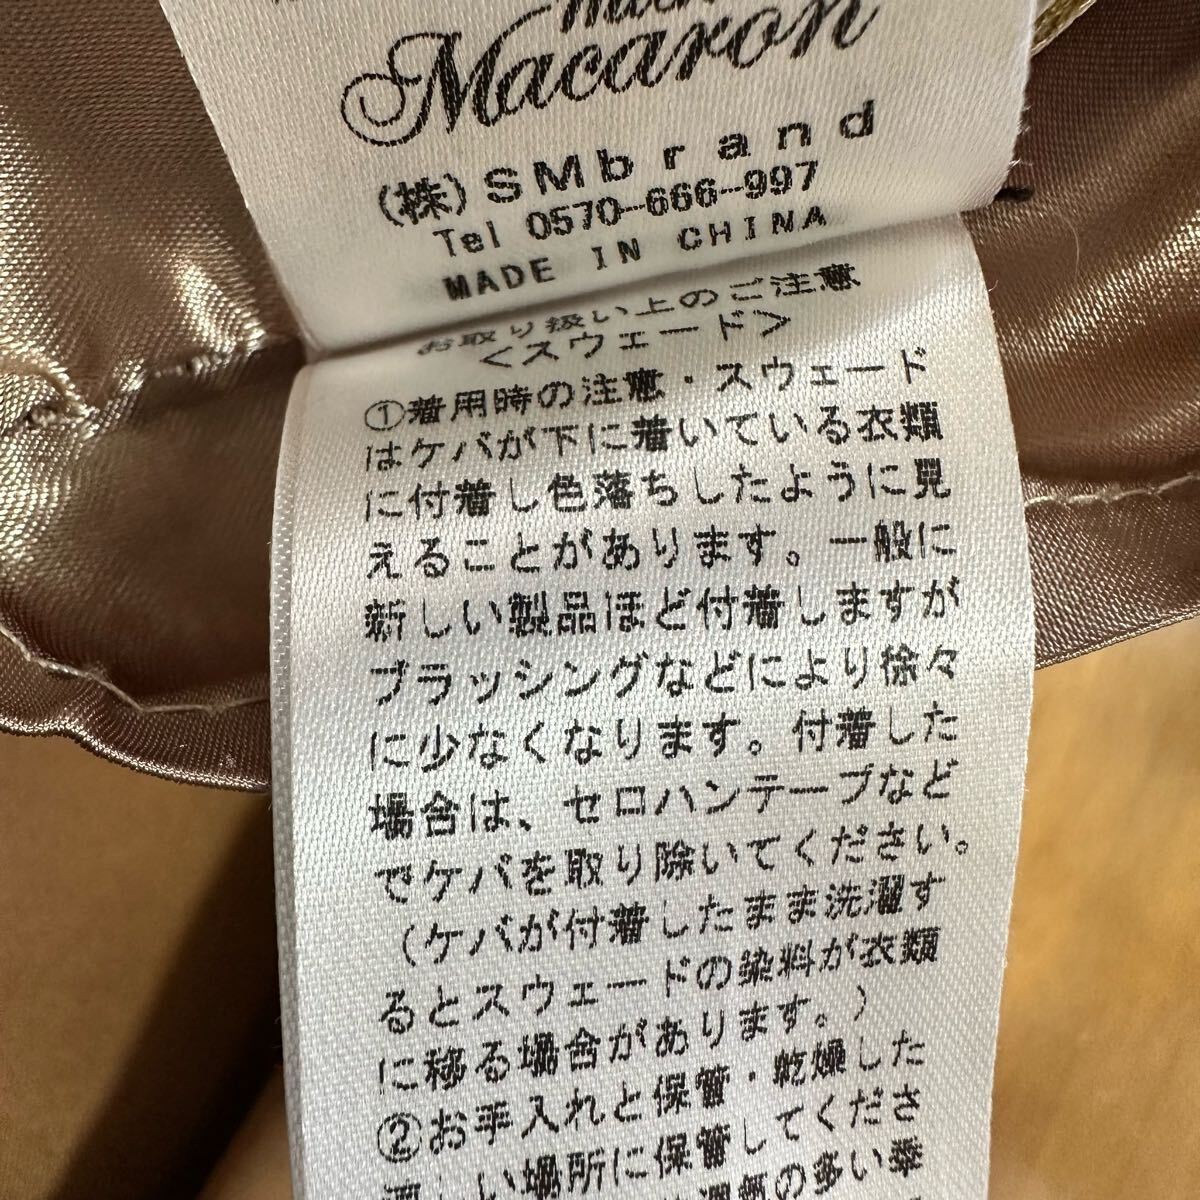 Macaron
(株)SMbrand
Tel 0570-666-997
MADE IN CHINA
お取り扱い上のご注意
<スウェード>
①着用時の注意・スウェード
はケバが下に着いている衣類
に付着し色落ちしたように見
えることがあります。一般に
新しい製品ほど付着しますが
ブラッシングなどにより徐々
に少なくなります。付着した
場合は、セロハンテープなど
でケバを取り除いてください。
(ケバが付着したまま洗濯す
るとスウェードの染料が衣類
に移る場合があります。)
②お手入れと保管・乾燥した
涼しい場所に保管してくださ
湿気の多い季